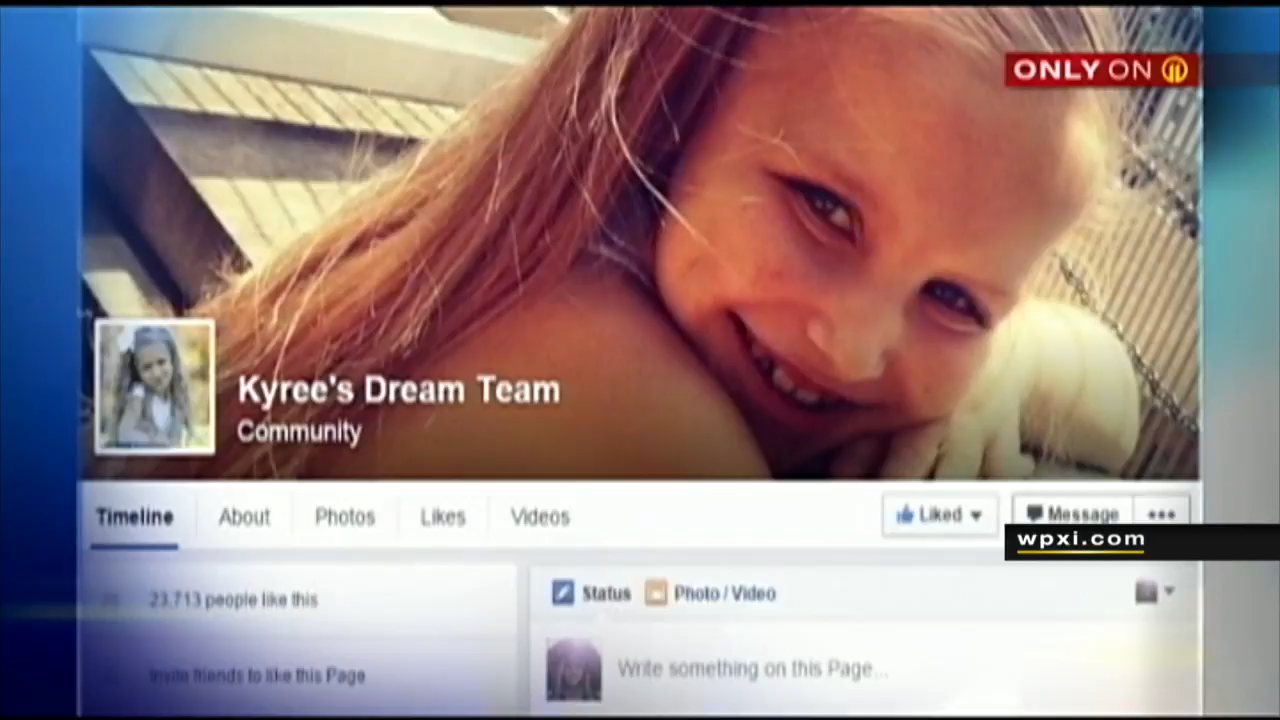 ONLY ON 11
Kyree's Dream Team
Community
Timeline About Photos Likes Videos Liked Message
wpxi.com
23,713 people like this
Status Photo / Video
Invite friends to like this Page
Write something on this Page...